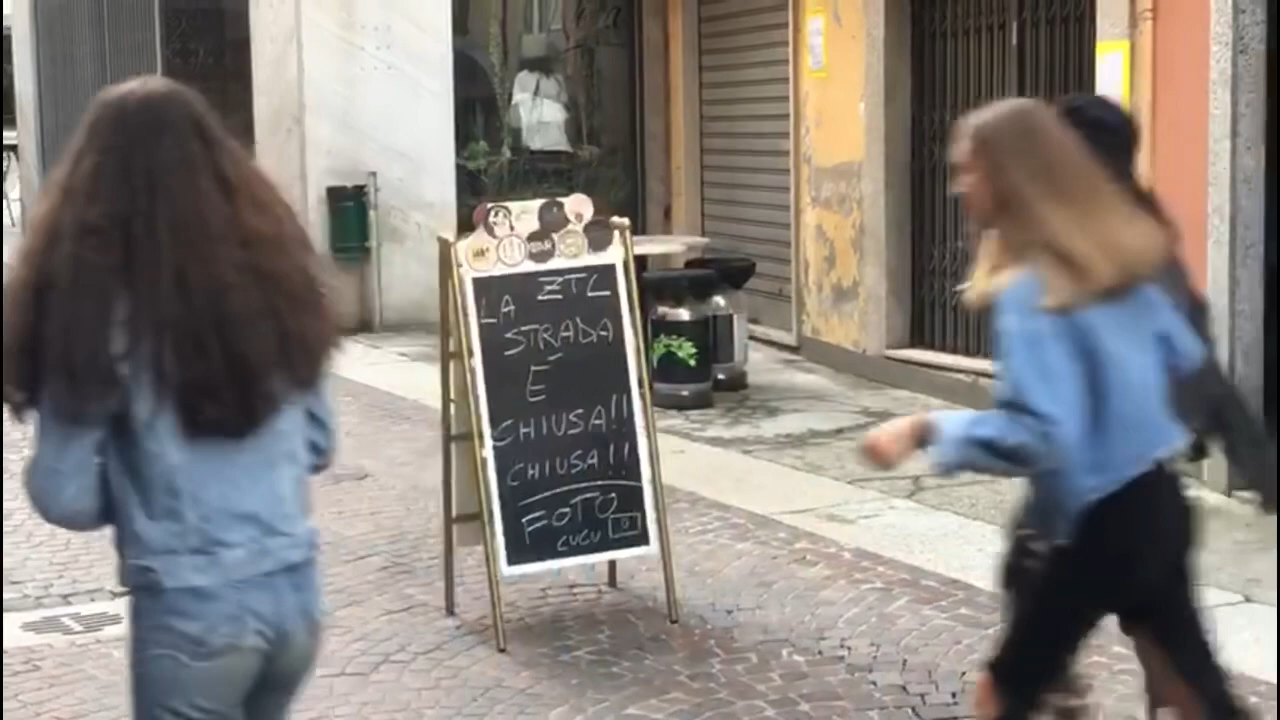 LA ZTL
STRADA
È
CHIUSA!!
CHIUSA!!
FOTO
CUCU